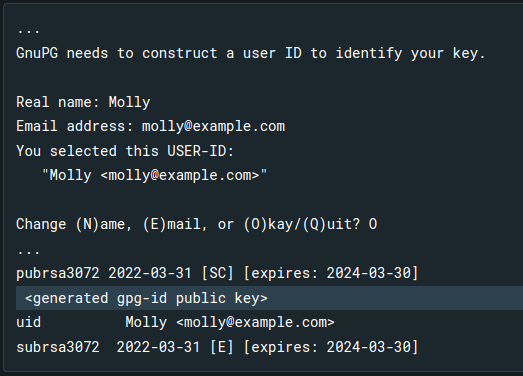 ...
GnuPG needs to construct a user ID to identify your key.
Real name: Molly
Email address: molly@example.com
You selected this USER-ID:
"Molly <molly@example.com>"
Change (N)ame, (E)mail, or (O)kay/(Q)uit? O
...
pubrsa3072 2022-03-31 [SC] [expires: 2024-03-30]
<generated gpg-id public key>
uid Molly <molly@example.com>
subrsa3072 2022-03-31 [E] [expires: 2024-03-30]